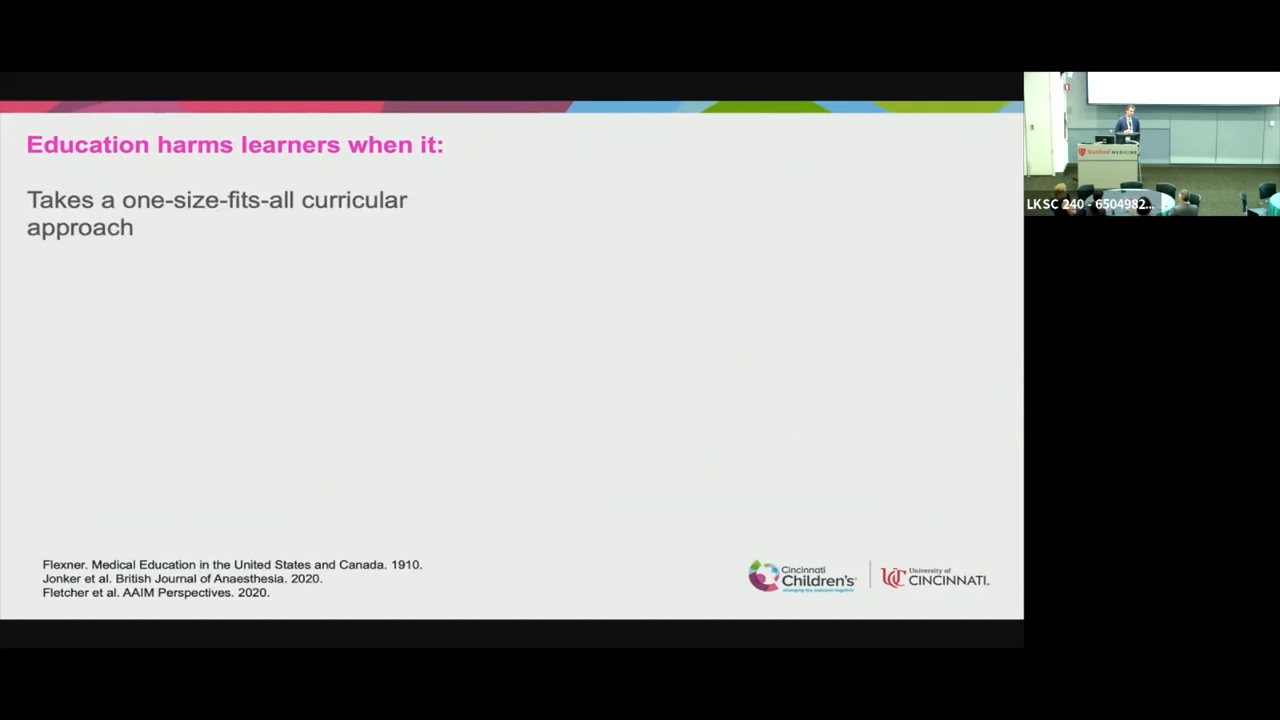 Education harms learners when it:
Takes a one-size-fits-all curricular
approach
Flexner. Medical Education in the United States and Canada. 1910.
Jonker et al. British Journal of Anaesthesia. 2020.
Fletcher et al. AAIM Perspectives. 2020.
Cincinnati
Children's
changing the outcome together
University of
CINCINNATI
Stanford MEDICINE
LKSC 240 - 6504982...